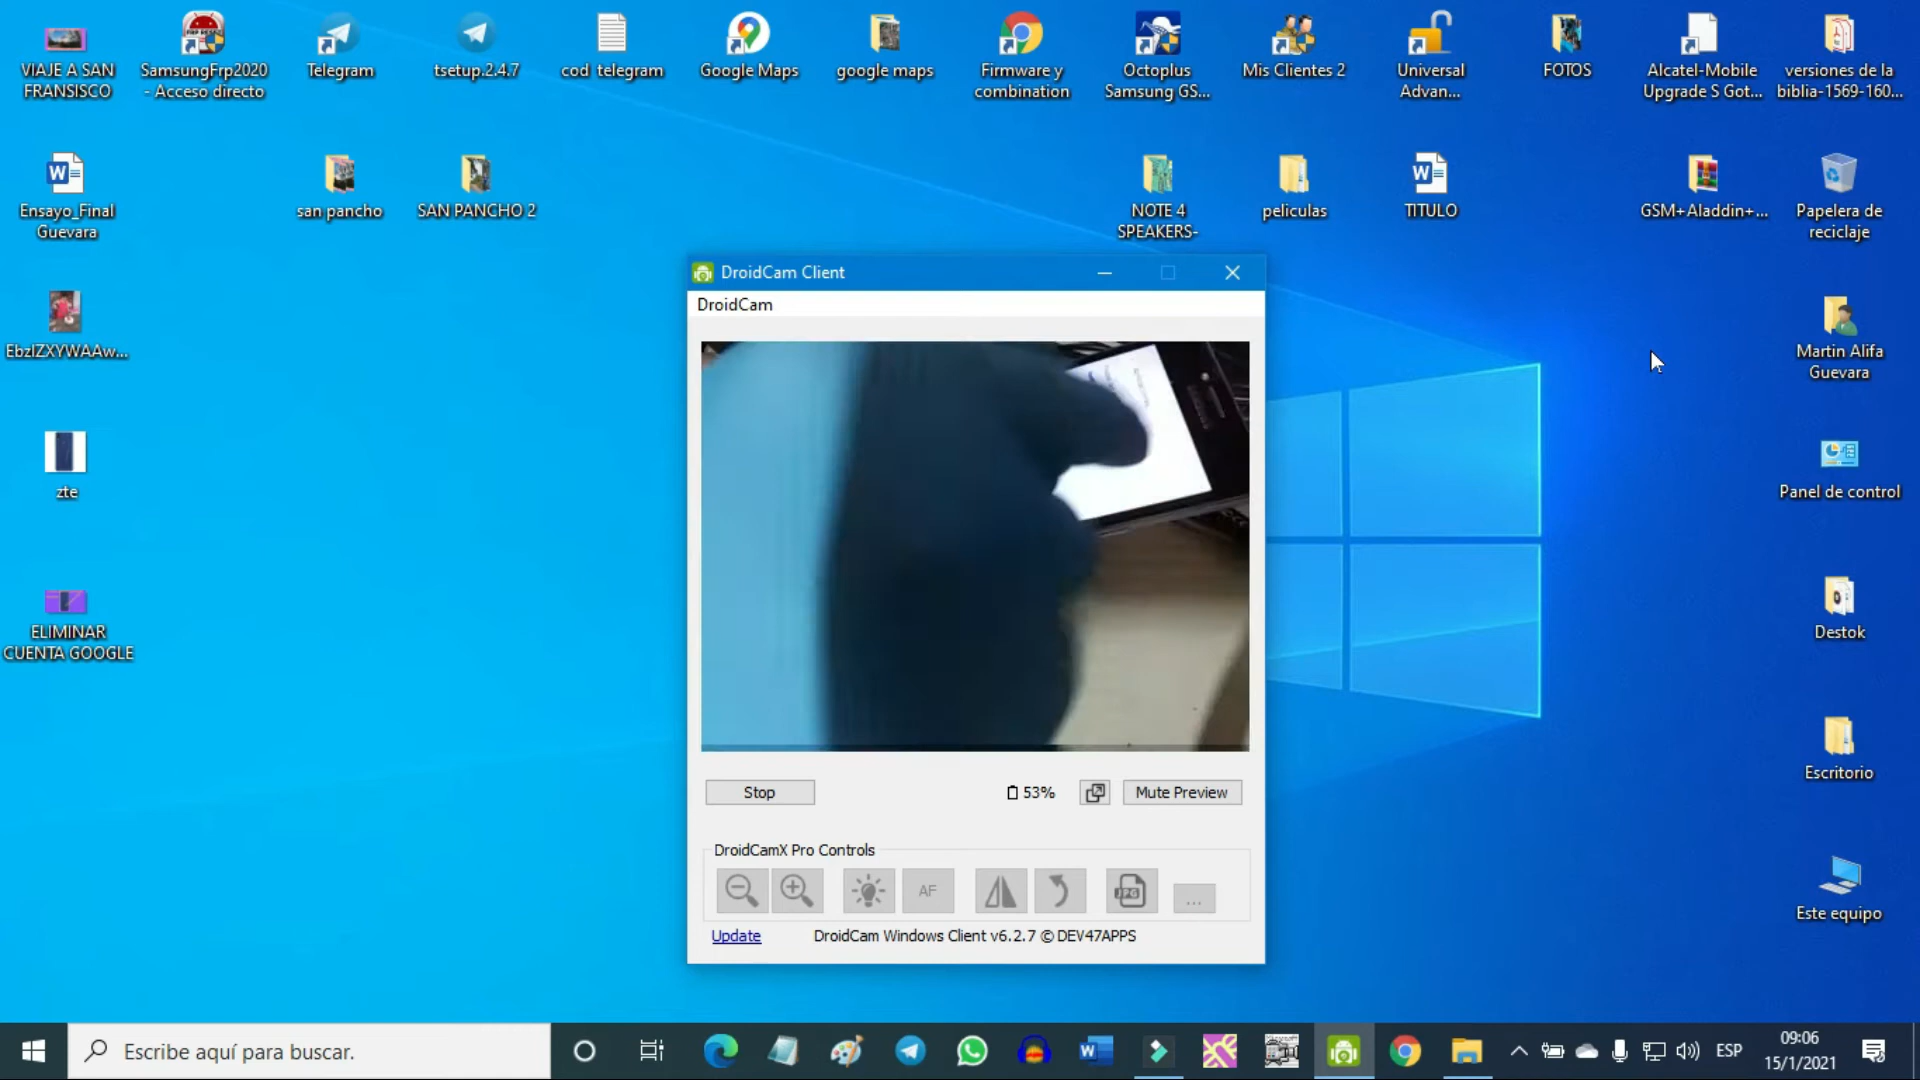 VIAJE A SAN
FRANSISCO
SamsungFrp2020
- Acceso directo
Telegram
tsetup.2.4.7
cod telegram
Google Maps
google maps
Firmware y
combination
Octoplus
Samsung GS...
Mis Clientes 2
Universal
Advan...
FOTOS
Alcatel-Mobile
Upgrade S Got...
versiones de la
biblia-1569-160...
Ensayo_Final
Guevara
san pancho
SAN PANCHO 2
NOTE 4
SPEAKERS-
peliculas
TITULO
GSM+Aladdin+...
Papelera de
reciclaje
EbzIZXYWAAw...
Martin Alifa
Guevara
zte
Panel de control
ELIMINAR
CUENTA GOOGLE
Destok
Escritorio
Este equipo
DroidCam Client
DroidCam
Stop
53%
Mute Preview
DroidCamX Pro Controls
AF
JPG
...
Update
DroidCam Windows Client v6.2.7 © DEV47APPS
Escribe aquí para buscar.
ESP
09:06
15/1/2021